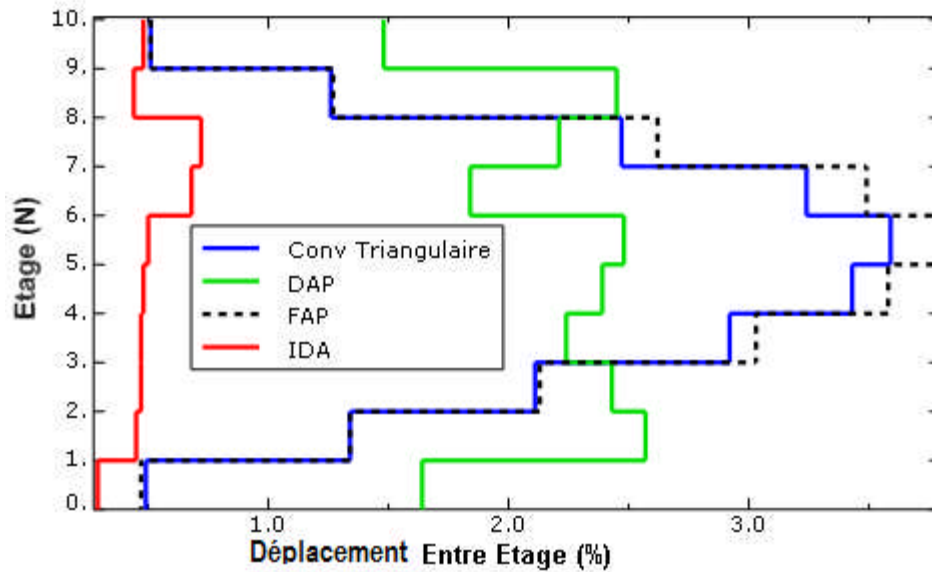 10.
9.
8.
7.
6.
5.
4.
3.
2.
1.
0.
Etage (N)
Conv Triangulaire
DAP
FAP
IDA
1.0 2.0 3.0
Déplacement Entre Etage (%)